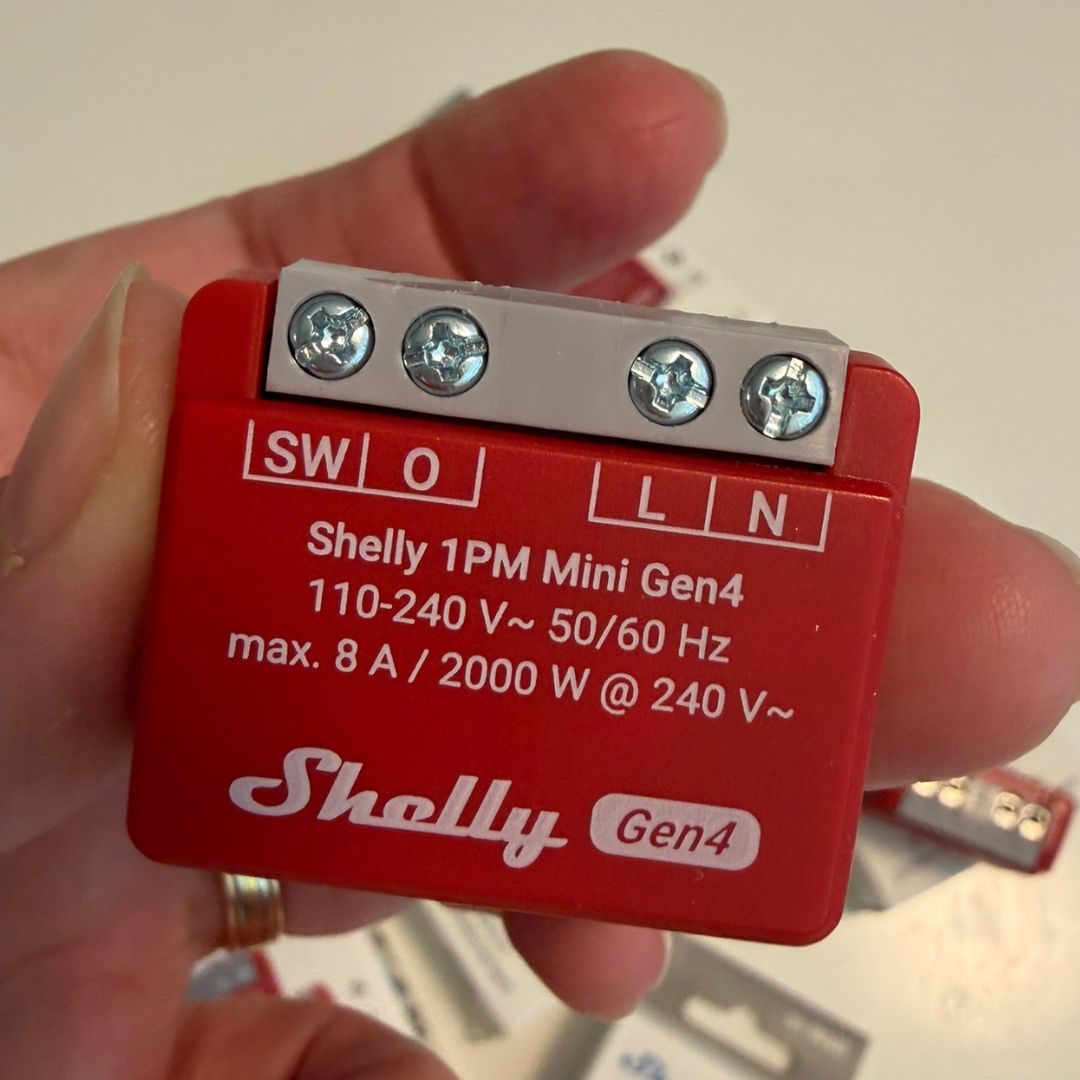 SW O L N
Shelly 1PM Mini Gen4
110-240 V~ 50/60 Hz
max. 8 A / 2000 W @ 240 V~
Shelly Gen4